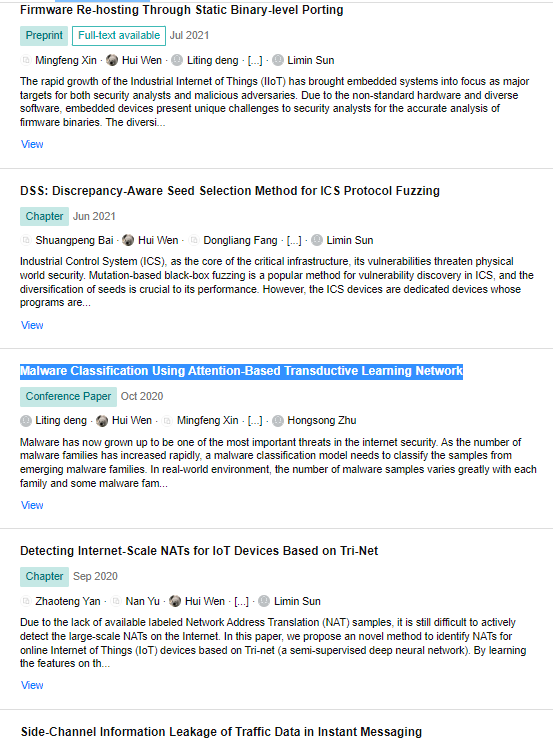 Firmware Re-hosting Through Static Binary-level Porting
Preprint Full-text available Jul 2021
Mingfeng Xin · Hui Wen · Liting deng · [...] · Limin Sun
The rapid growth of the Industrial Internet of Things (IIoT) has brought embedded systems into focus as major
targets for both security analysts and malicious adversaries. Due to the non-standard hardware and diverse
software, embedded devices present unique challenges to security analysts for the accurate analysis of
firmware binaries. The diversi...
View
DSS: Discrepancy-Aware Seed Selection Method for ICS Protocol Fuzzing
Chapter Jun 2021
Shuangpeng Bai · Hui Wen · Dongliang Fang · [...] · Limin Sun
Industrial Control System (ICS), as the core of the critical infrastructure, its vulnerabilities threaten physical
world security. Mutation-based black-box fuzzing is a popular method for vulnerability discovery in ICS, and the
diversification of seeds is crucial to its performance. However, the ICS devices are dedicated devices whose
programs are...
View
Malware Classification Using Attention-Based Transductive Learning Network
Conference Paper Oct 2020
Liting deng · Hui Wen · Mingfeng Xin · [...] · Hongsong Zhu
Malware has now grown up to be one of the most important threats in the internet security. As the number of
malware families has increased rapidly, a malware classification model needs to classify the samples from
emerging malware families. In real-world environment, the number of malware samples varies greatly with each
family and some malware fam...
View
Detecting Internet-Scale NATs for IoT Devices Based on Tri-Net
Chapter Sep 2020
Zhaoteng Yan · Nan Yu · Hui Wen · [...] · Limin Sun
Due to the lack of available labeled Network Address Translation (NAT) samples, it is still difficult to actively
detect the large-scale NATs on the Internet. In this paper, we propose an novel method to identify NATs for
online Internet of Things (IoT) devices based on Tri-net (a semi-supervised deep neural network). By learning
the features on th...
View
Side-Channel Information Leakage of Traffic Data in Instant Messaging